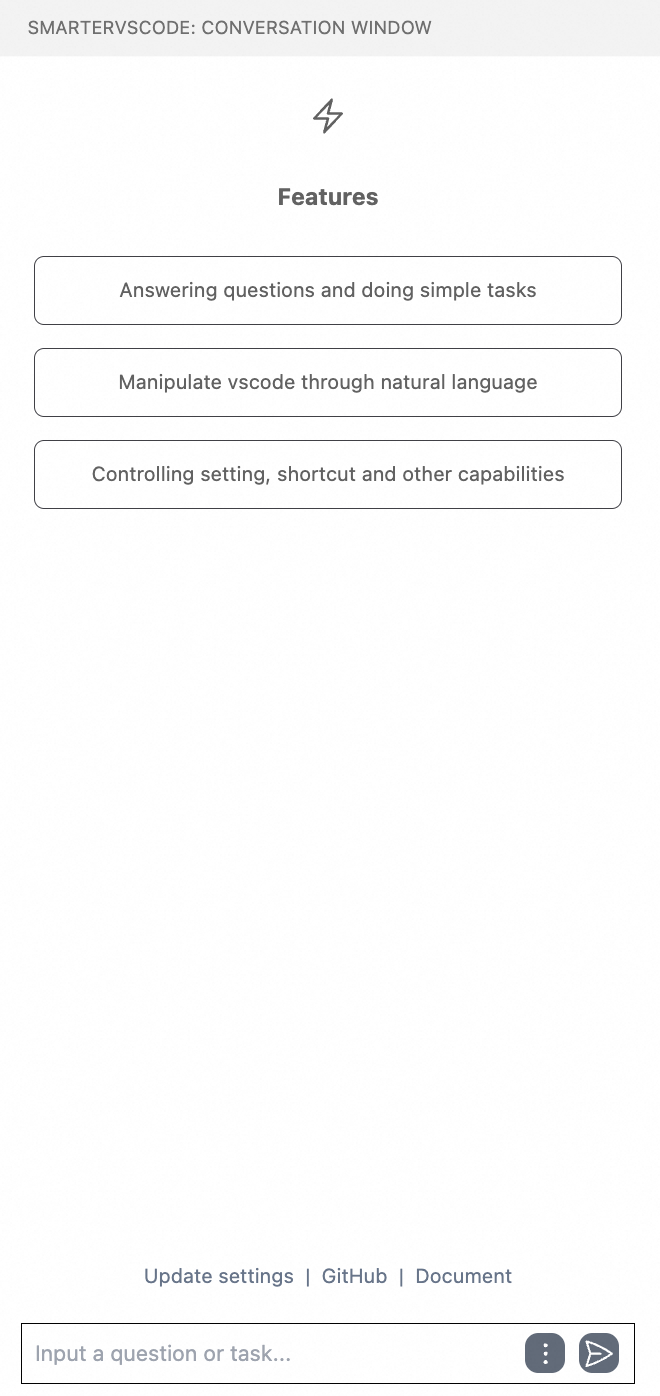 SMARTERVSCODE: CONVERSATION WINDOW
Features
Answering questions and doing simple tasks
Manipulate vscode through natural language
Controlling setting, shortcut and other capabilities
Update settings | GitHub | Document
Input a question or task...